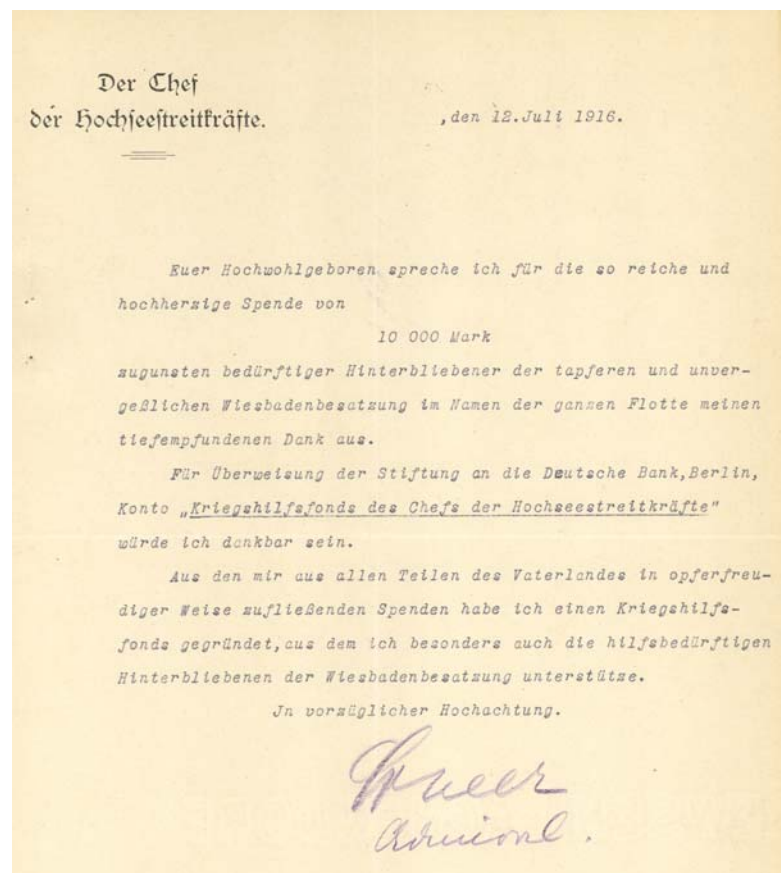 Der Chef
der Hochseestreitkräfte.
,den 12.Juli 1916.
Euer Hochwohlgeboren spreche ich für die so reiche und
hochherzige Spende von
10 000 Mark
zugunsten bedürftiger Hinterbliebener der tapferen und unver-
geßlichen Wiesbadenbesatzung im Namen der ganzen Flotte meinen
tiefempfundenen Dank aus.
Für Überweisung der Stiftung an die Deutsche Bank,Berlin,
Konto „Kriegshilfsfonds des Chefs der Hochseestreitkräfte"
würde ich dankbar sein.
Aus den mir aus allen Teilen des Vaterlandes in opferfreu-
diger Weise zufließenden Spenden habe ich einen Kriegshilfs-
fonds gegründet,aus dem ich besonders auch die hilfsbedürftigen
Hinterbliebenen der Wiesbadenbesatzung unterstütze.
Jn vorzüglicher Hochachtung.
Scheer
Admiral.